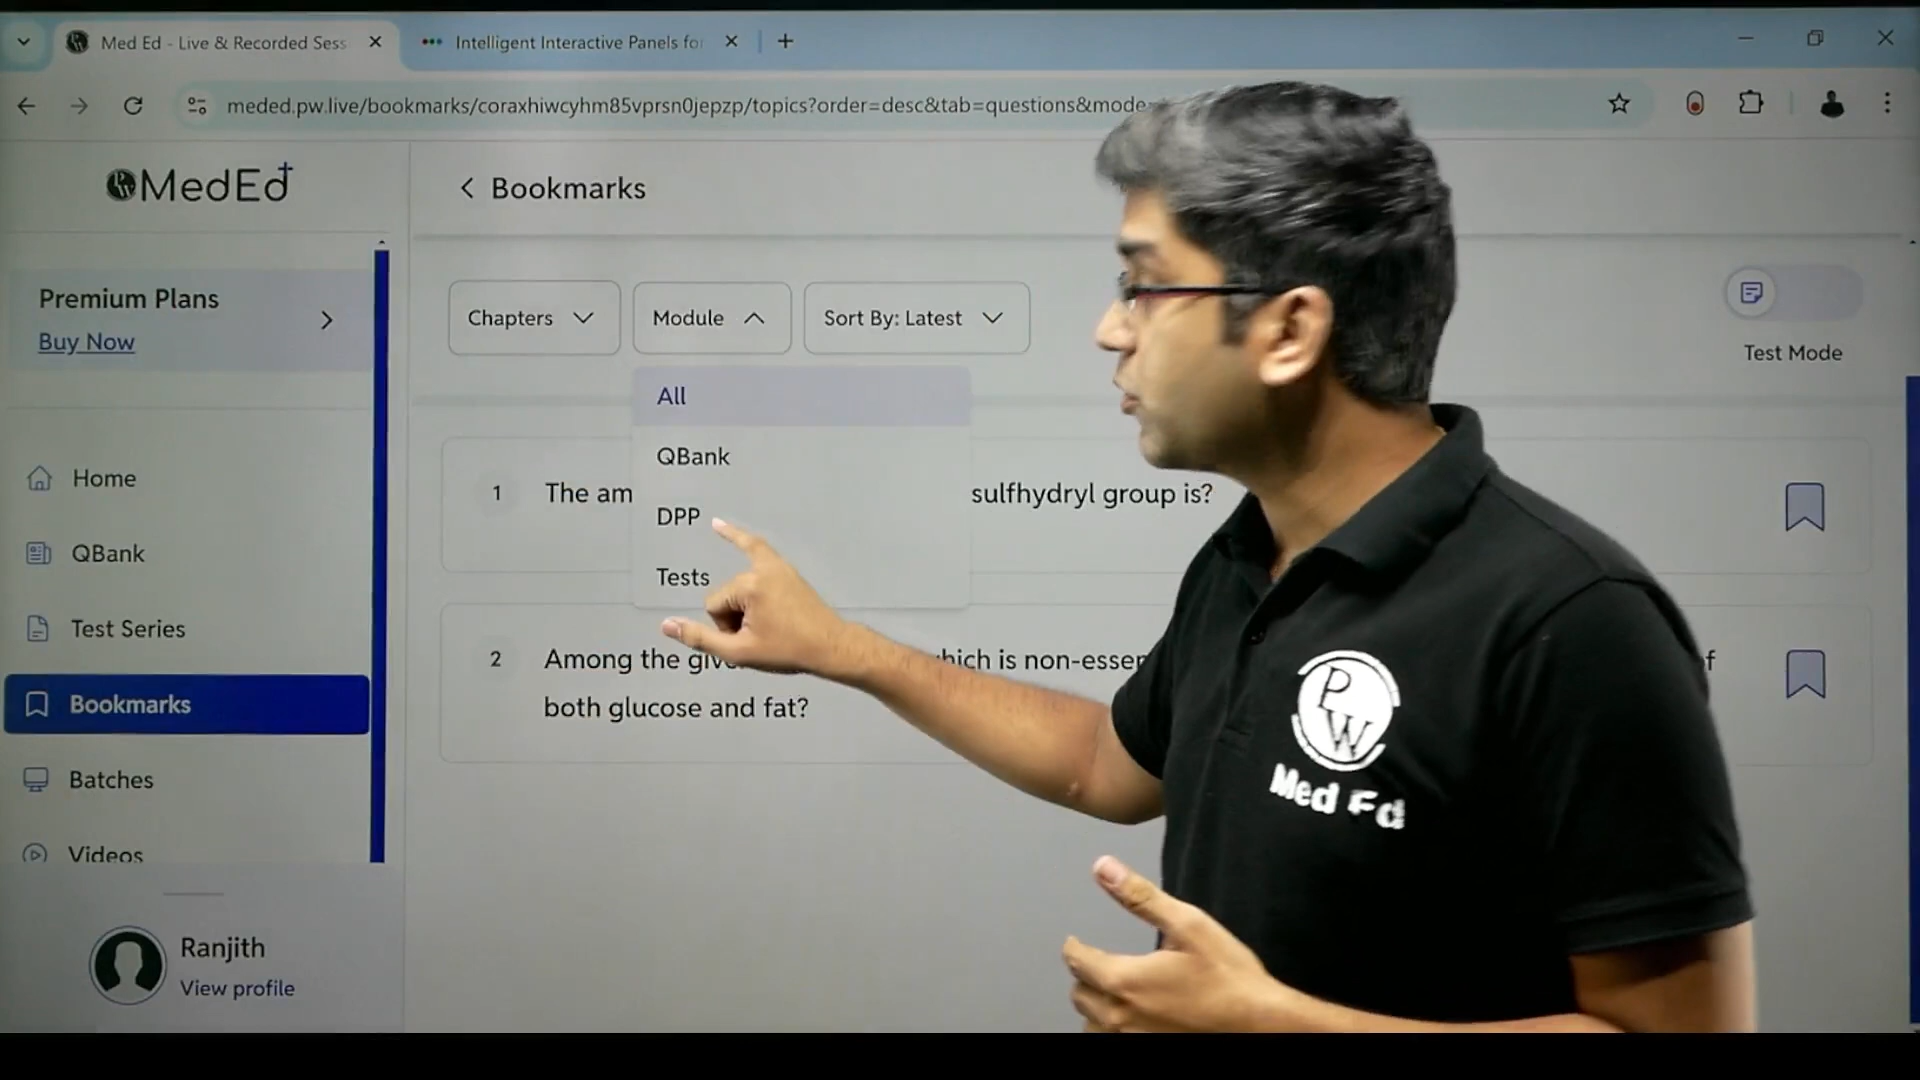 Med Ed - Live & Recorded Sess
Intelligent Interactive Panels for
meded.pw.live/bookmarks/coraxhiwcyhm85vprsn0jepzp/topics?order=desc&tab=questions&mode=
MedEd
Bookmarks
Premium Plans
Buy Now
Chapters
Module
Sort By: Latest
Test Mode
All
QBank
DPP
Tests
1 The am sulfhydryl group is?
2 Among the which is non-essen of
both glucose and fat?
Home
QBank
Test Series
Bookmarks
Batches
Videos
Ranjith
View profile
PW
Med Ed